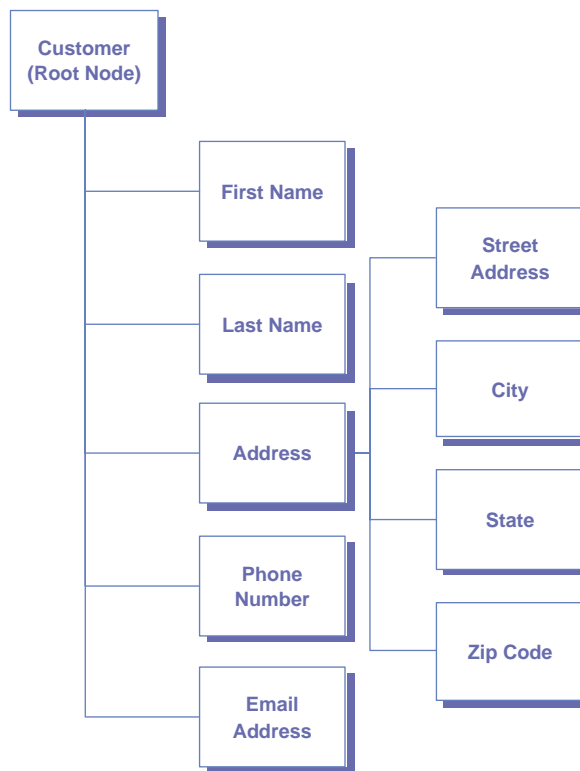 Customer
(Root Node)
First Name
Last Name
Address
Phone
Number
Email
Address
Street
Address
City
State
Zip Code